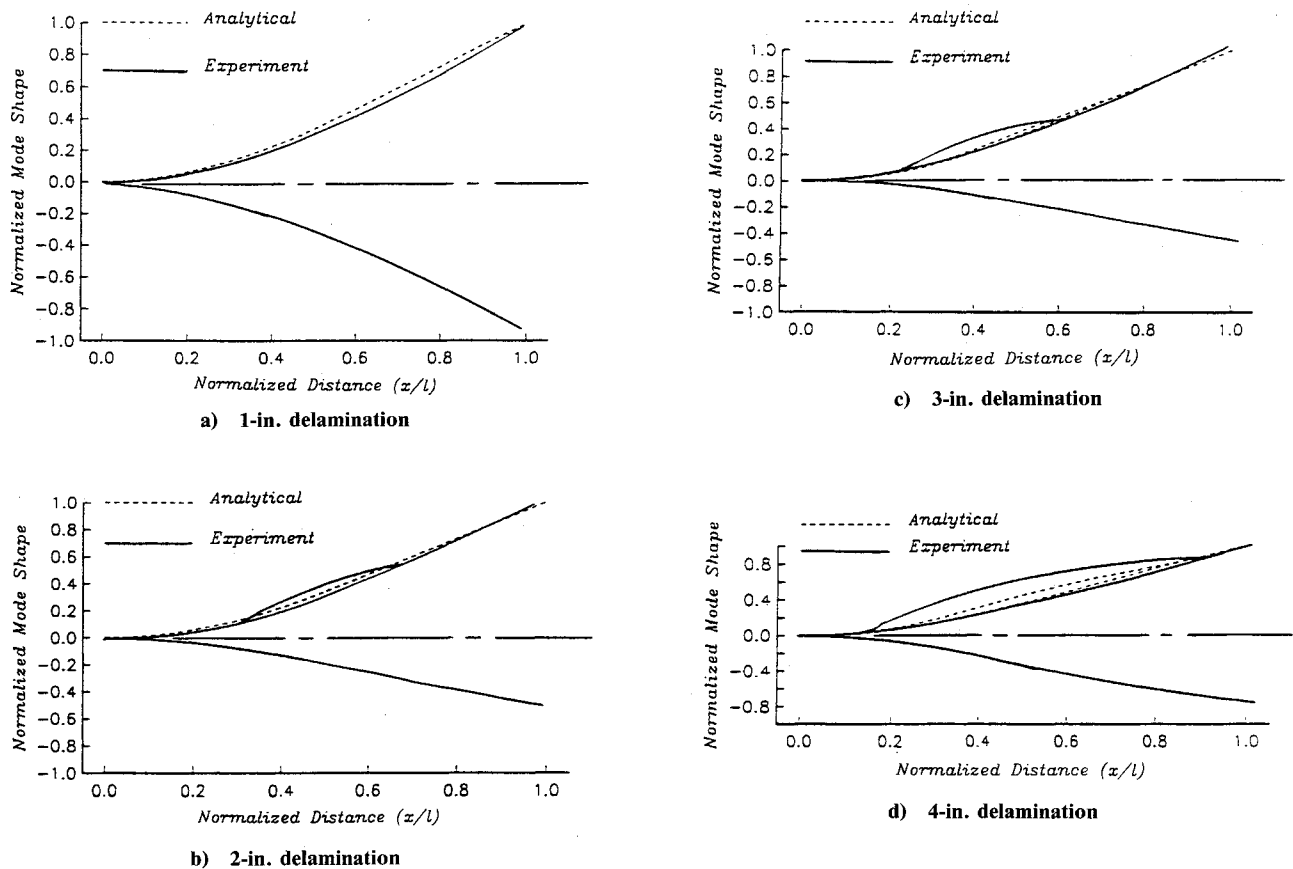 Analytical
Experiment
1.0
0.8
0.6
0.4
0.2
0.0
−0.2
−0.4
−0.6
−0.8
−1.0
Normalized Mode Shape
0.0 0.2 0.4 0.6 0.8 1.0
Normalized Distance (x/l)
a) 1-in. delamination
Analytical
Experiment
1.0
0.8
0.6
0.4
0.2
0.0
−0.2
−0.4
−0.6
−0.8
−1.0
Normalized Mode Shape
0.0 0.2 0.4 0.6 0.8 1.0
Normalized Distance (x/l)
b) 2-in. delamination
Analytical
Experiment
1.0
0.8
0.6
0.4
0.2
0.0
−0.2
−0.4
−0.6
−0.8
−1.0
Normalized Mode Shape
0.0 0.2 0.4 0.6 0.8 1.0
Normalized Distance (x/l)
c) 3-in. delamination
Analytical
Experiment
0.8
0.4
0.0
−0.4
−0.8
Normalized Mode Shape
0.0 0.2 0.4 0.6 0.8 1.0
Normalized Distance (x/l)
d) 4-in. delamination